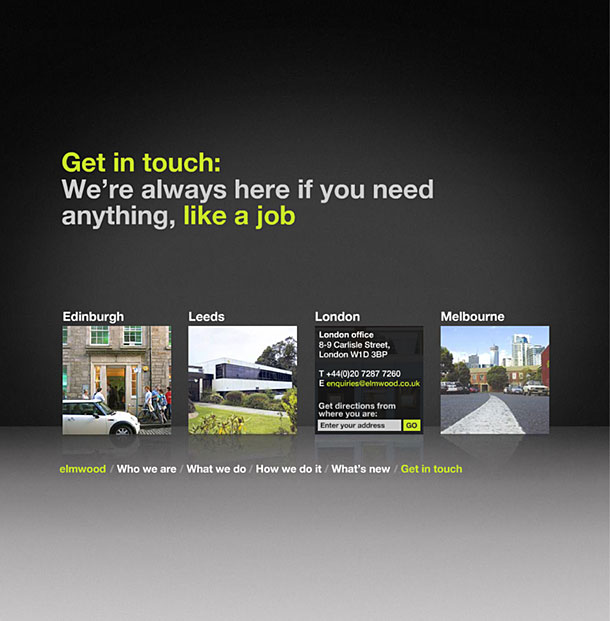 Get in touch:
We're always here if you need
anything, like a job
Edinburgh
Leeds
London
Melbourne
London office
8-9 Carlisle Street,
London W1D 3BP
T +44(0)20 7287 7260
E enquiries@elmwood.co.uk
Get directions from
where you are:
Enter your address GO
elmwood / Who we are / What we do / How we do it / What's new / Get in touch